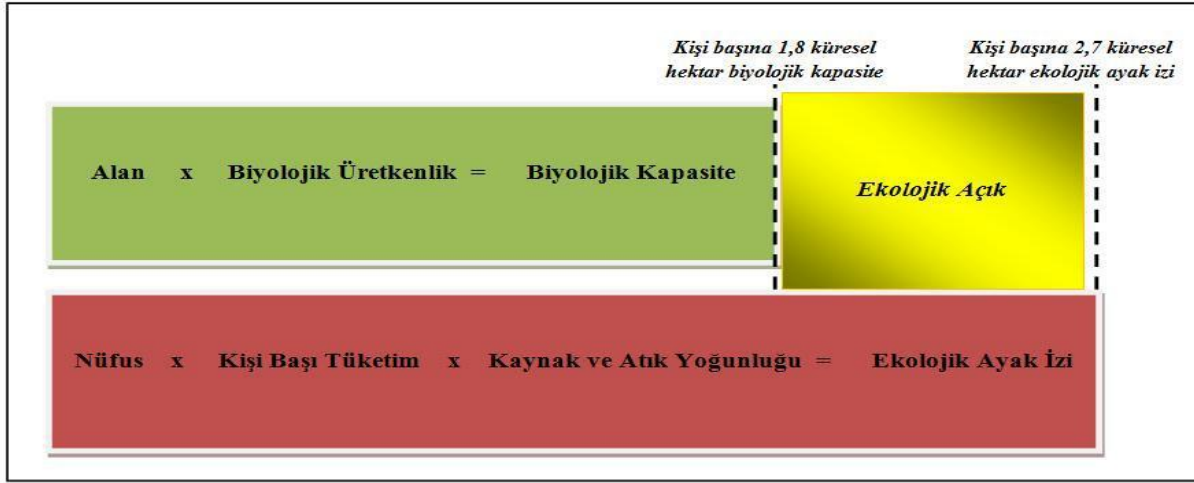 Kişi başına 1,8 küresel
hektar biyolojik kapasite
Kişi başına 2,7 küresel
hektar ekolojik ayak izi
Alan x Biyolojik Üretkenlik = Biyolojik Kapasite
Ekolojik Açık
Nüfus x Kişi Başı Tüketim x Kaynak ve Atık Yoğunluğu = Ekolojik Ayak İzi